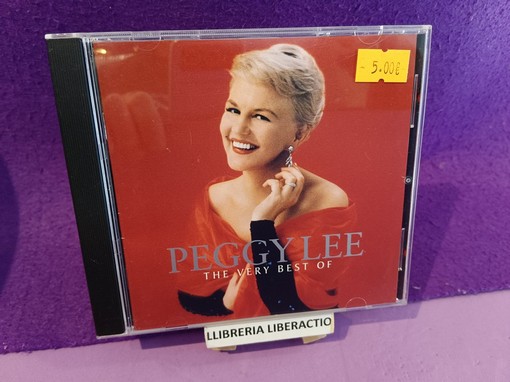 - 5.00€
PEGGY LEE
THE VERY BEST OF
LLIBRERIA LIBERACTIO